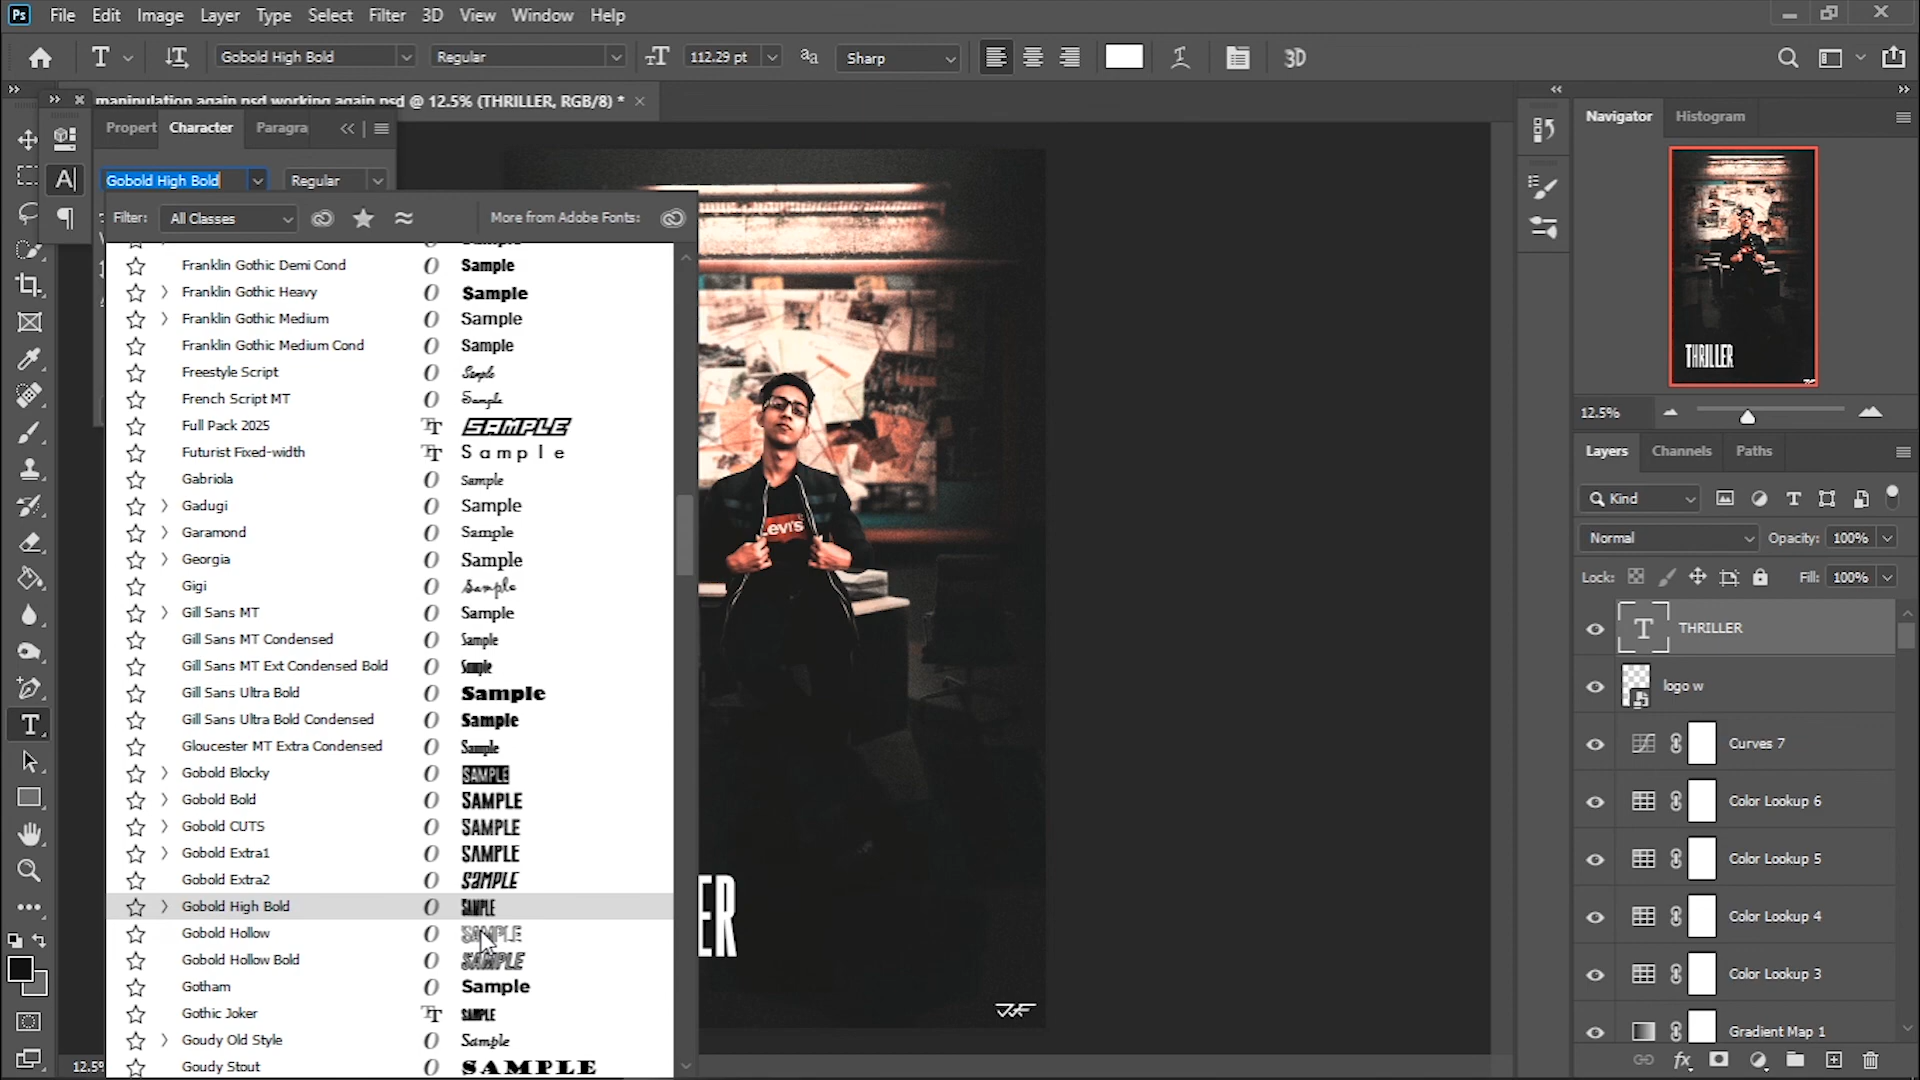 Ps File Edit Image Layer Type Select Filter 3D View Window Help
T Gobold High Bold Regular 112.29 pt aa Sharp 3D
manipulation again psd working again psd @ 12.5% (THRILLER, RGB/8) *
Propert Character Paragra
Gobold High Bold Regular
Filter: All Classes More from Adobe Fonts:
Franklin Gothic Demi Cond Sample
Franklin Gothic Heavy Sample
Franklin Gothic Medium Sample
Franklin Gothic Medium Cond Sample
Freestyle Script Sample
French Script MT Sample
Full Pack 2025 SAMPLE
Futurist Fixed-width Sample
Gabriola Sample
Gadugi Sample
Garamond Sample
Georgia Sample
Gigi Sample
Gill Sans MT Sample
Gill Sans MT Condensed Sample
Gill Sans MT Ext Condensed Bold Sample
Gill Sans Ultra Bold Sample
Gill Sans Ultra Bold Condensed Sample
Gloucester MT Extra Condensed Sample
Gobold Blocky SAMPLE
Gobold Bold SAMPLE
Gobold CUTS SAMPLE
Gobold Extra1 SAMPLE
Gobold Extra2 SAMPLE
Gobold High Bold SAMPLE
Gobold Hollow SAMPLE
Gobold Hollow Bold SAMPLE
Gotham Sample
Gothic Joker SAMPLE
Goudy Old Style Sample
Goudy Stout SAMPLE
12.5%
Levi's
ER
Navigator Histogram
THRILLER
12.5%
Layers Channels Paths
Kind
Normal Opacity: 100%
Lock: Fill: 100%
THRILLER
logo w
Curves 7
Color Lookup 6
Color Lookup 5
Color Lookup 4
Color Lookup 3
Gradient Map 1
fx